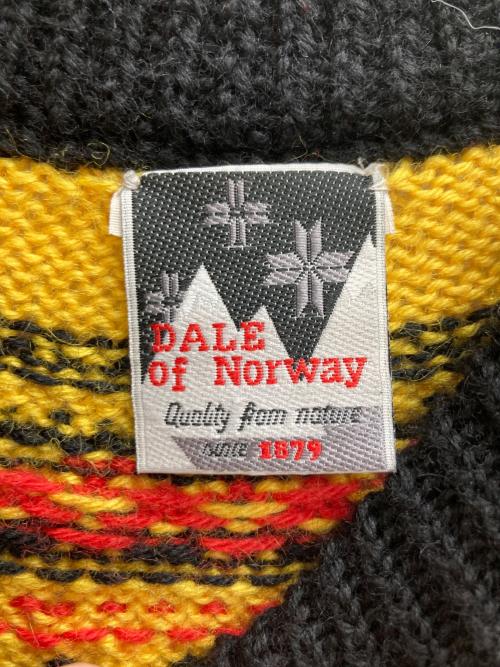 DALE
of Norway
Quality from nature
since 1879